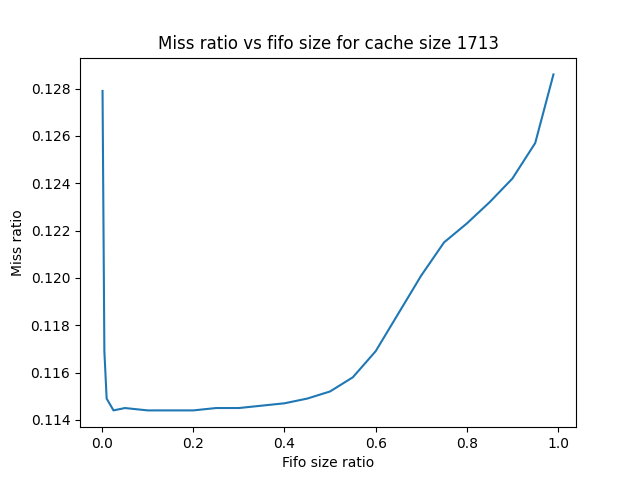 Miss ratio vs fifo size for cache size 1713
0.128
0.126
0.124
0.122
0.120
0.118
0.116
0.114
Miss ratio
0.0 0.2 0.4 0.6 0.8 1.0
Fifo size ratio